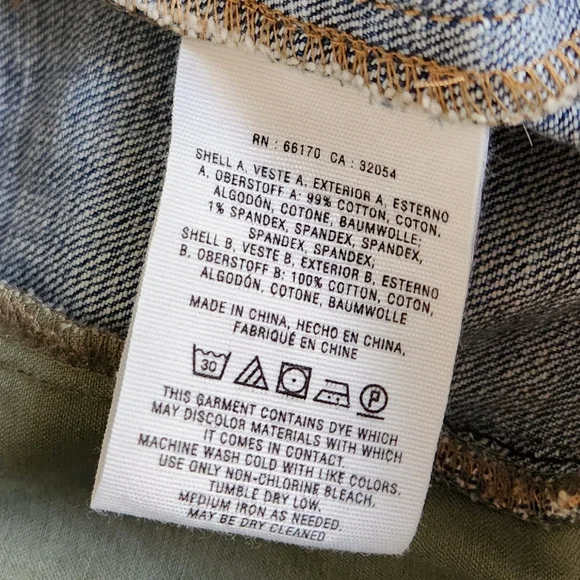 RN : 66170 CA : 32054
SHELL A, VESTE A, EXTERIOR A, ESTERNO
A, OBERSTOFF A: 99% COTTON, COTON,
ALGODÓN, COTONE, BAUMWOLLE;
1% SPANDEX, SPANDEX, SPANDEX,
SPANDEX, SPANDEX;
SHELL B, VESTE B, EXTERIOR B, ESTERNO
B, OBERSTOFF B: 100% COTTON, COTON,
ALGODÓN, COTONE, BAUMWOLLE
MADE IN CHINA, HECHO EN CHINA,
FABRIQUÉ EN CHINE
30 P
THIS GARMENT CONTAINS DYE WHICH
MAY DISCOLOR MATERIALS WITH WHICH
IT COMES IN CONTACT.
MACHINE WASH COLD WITH LIKE COLORS.
USE ONLY NON-CHLORINE BLEACH.
TUMBLE DRY LOW.
MEDIUM IRON AS NEEDED.
MAY BE DRY CLEANED